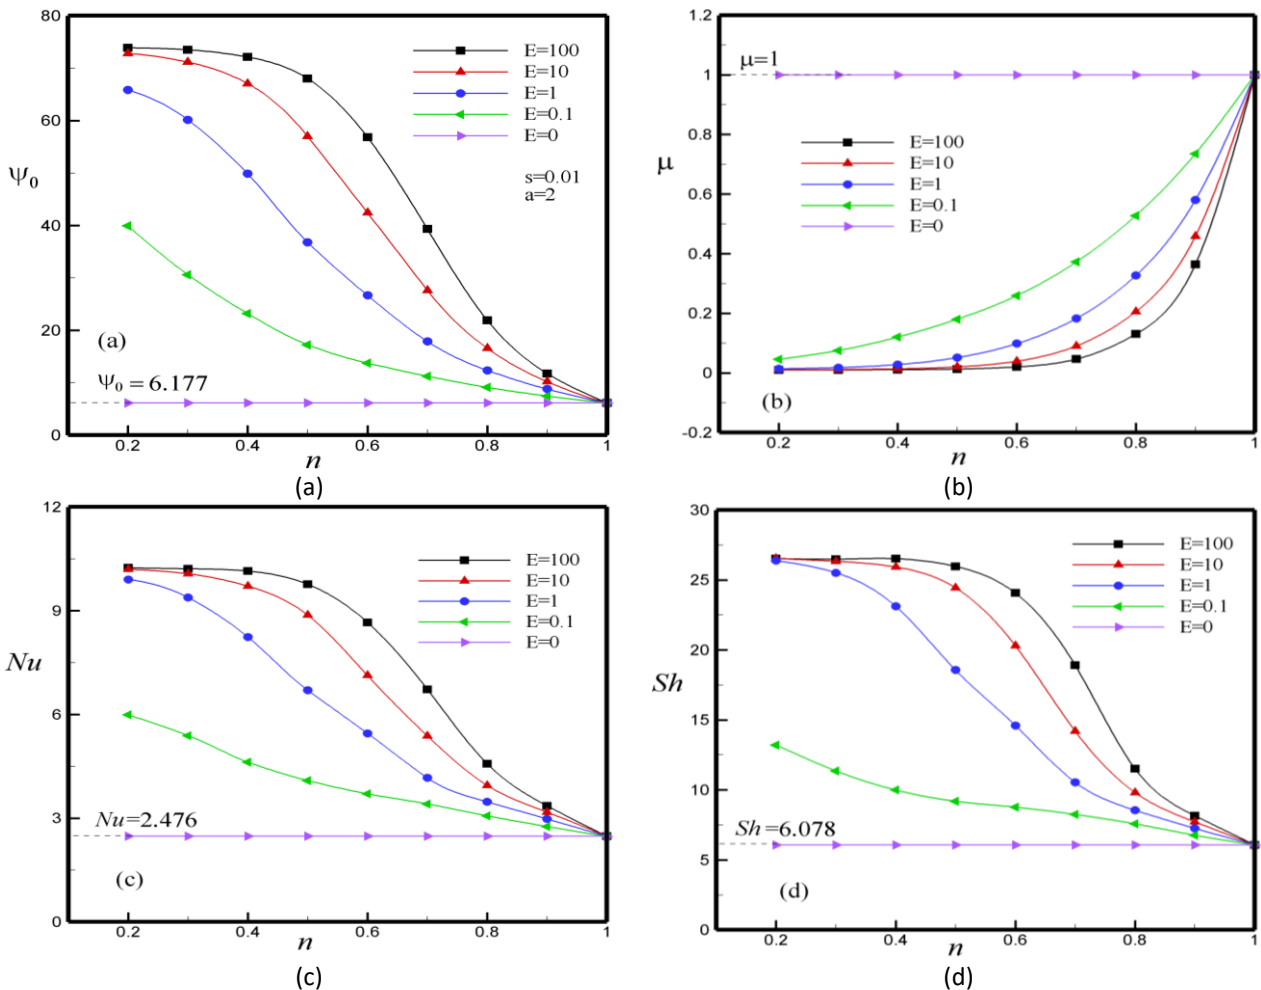 80
60
40
20
0
Ψ₀
E=100
E=10
E=1
E=0.1
E=0
s=0.01
a=2
(a)
Ψ₀ = 6.177
0.2 0.4 0.6 0.8 1
n
(a)
1.2
1
0.8
0.6
0.4
0.2
0
-0.2
μ
μ=1
E=100
E=10
E=1
E=0.1
E=0
(b)
0.2 0.4 0.6 0.8 1
n
(b)
12
9
6
3
0
Nu
E=100
E=10
E=1
E=0.1
E=0
Nu=2.476
(c)
0.2 0.4 0.6 0.8 1
n
(c)
30
25
20
15
10
5
0
Sh
E=100
E=10
E=1
E=0.1
E=0
Sh=6.078
(d)
0.2 0.4 0.6 0.8 1
n
(d)